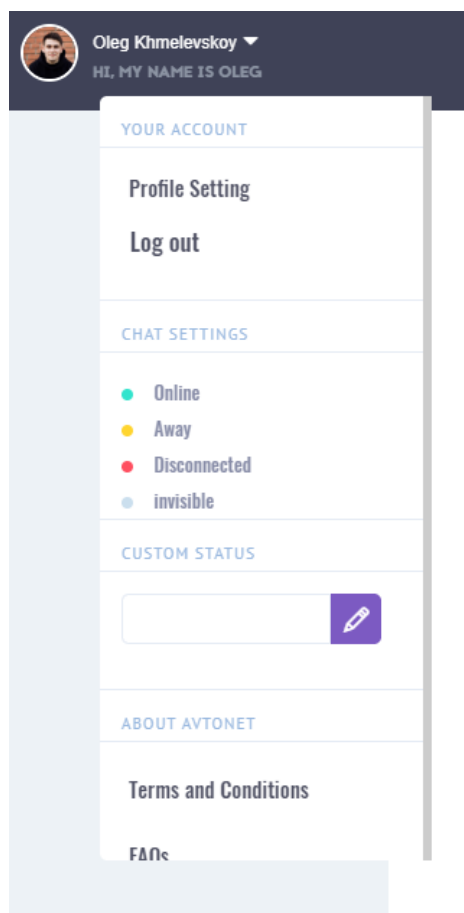 Oleg Khmelevskoy
HI, MY NAME IS OLEG
YOUR ACCOUNT
Profile Setting
Log out
CHAT SETTINGS
Online
Away
Disconnected
invisible
CUSTOM STATUS
ABOUT AVTONET
Terms and Conditions
FAQs